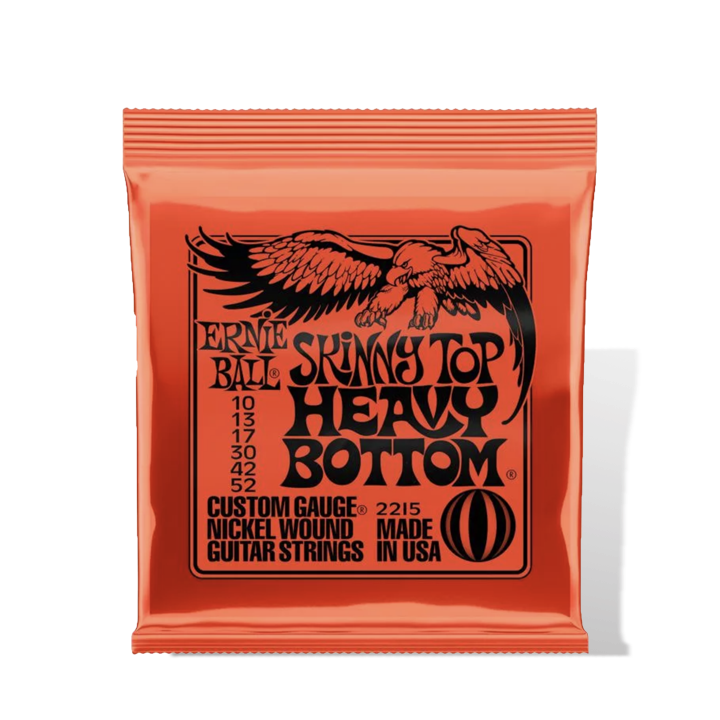 ERNIE
BALL®
SKINNY TOP
HEAVY
BOTTOM®
10
13
17
30
42
52
CUSTOM GAUGE®
NICKEL WOUND
GUITAR STRINGS
2215
MADE
IN USA